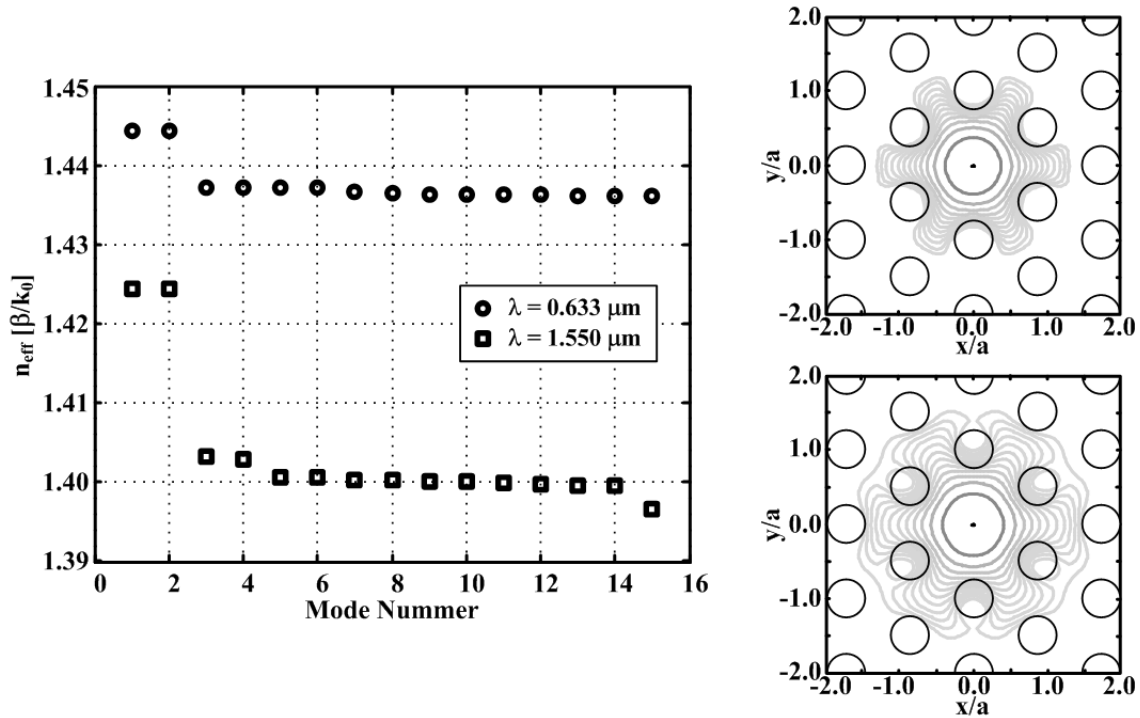 1.45
1.44
1.43
1.42
1.41
1.40
1.39
n_eff [β/k_0]
0 2 4 6 8 10 12 14 16
Mode Nummer
λ = 0.633 μm
λ = 1.550 μm
2.0
1.0
0.0
-1.0
-2.0
y/a
-2.0 -1.0 0.0 1.0 2.0
x/a
2.0
1.0
0.0
-1.0
-2.0
y/a
-2.0 -1.0 0.0 1.0 2.0
x/a